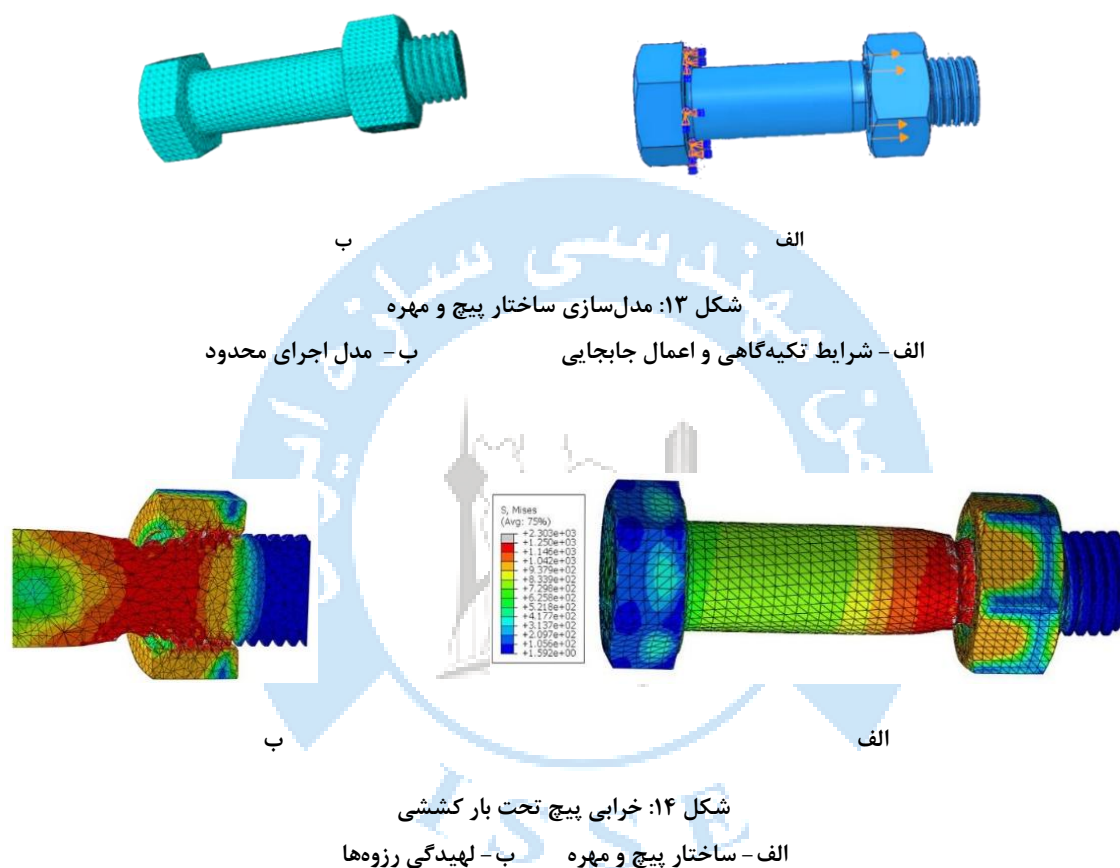 الف ب
شکل ۱۳: مدل‌سازی ساختار پیچ و مهره
الف- شرایط تکیه‌گاهی و اعمال جابجایی ب- مدل اجرای محدود
S, Mises
(Avg: 75%)
+2.303e+03
+1.250e+03
+1.146e+03
+1.042e+03
+9.379e+02
+8.339e+02
+7.298e+02
+6.258e+02
+5.218e+02
+4.177e+02
+3.137e+02
+2.097e+02
+1.056e+02
+1.592e+00
الف ب
شکل ۱۴: خرابی پیچ تحت بار کششی
الف- ساختار پیچ و مهره ب- لهیدگی رزوه‌ها
مهندسی سازه
ISSE